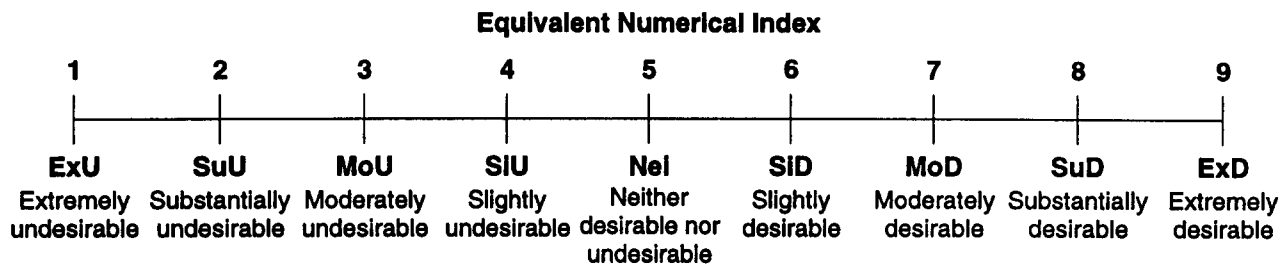 Equivalent Numerical Index
1 2 3 4 5 6 7 8 9
ExU SuU MoU SlU Nei SlD MoD SuD ExD
Extremely Substantially Moderately Slightly Neither Slightly Moderately Substantially Extremely
undesirable undesirable undesirable undesirable desirable nor desirable desirable desirable desirable
undesirable